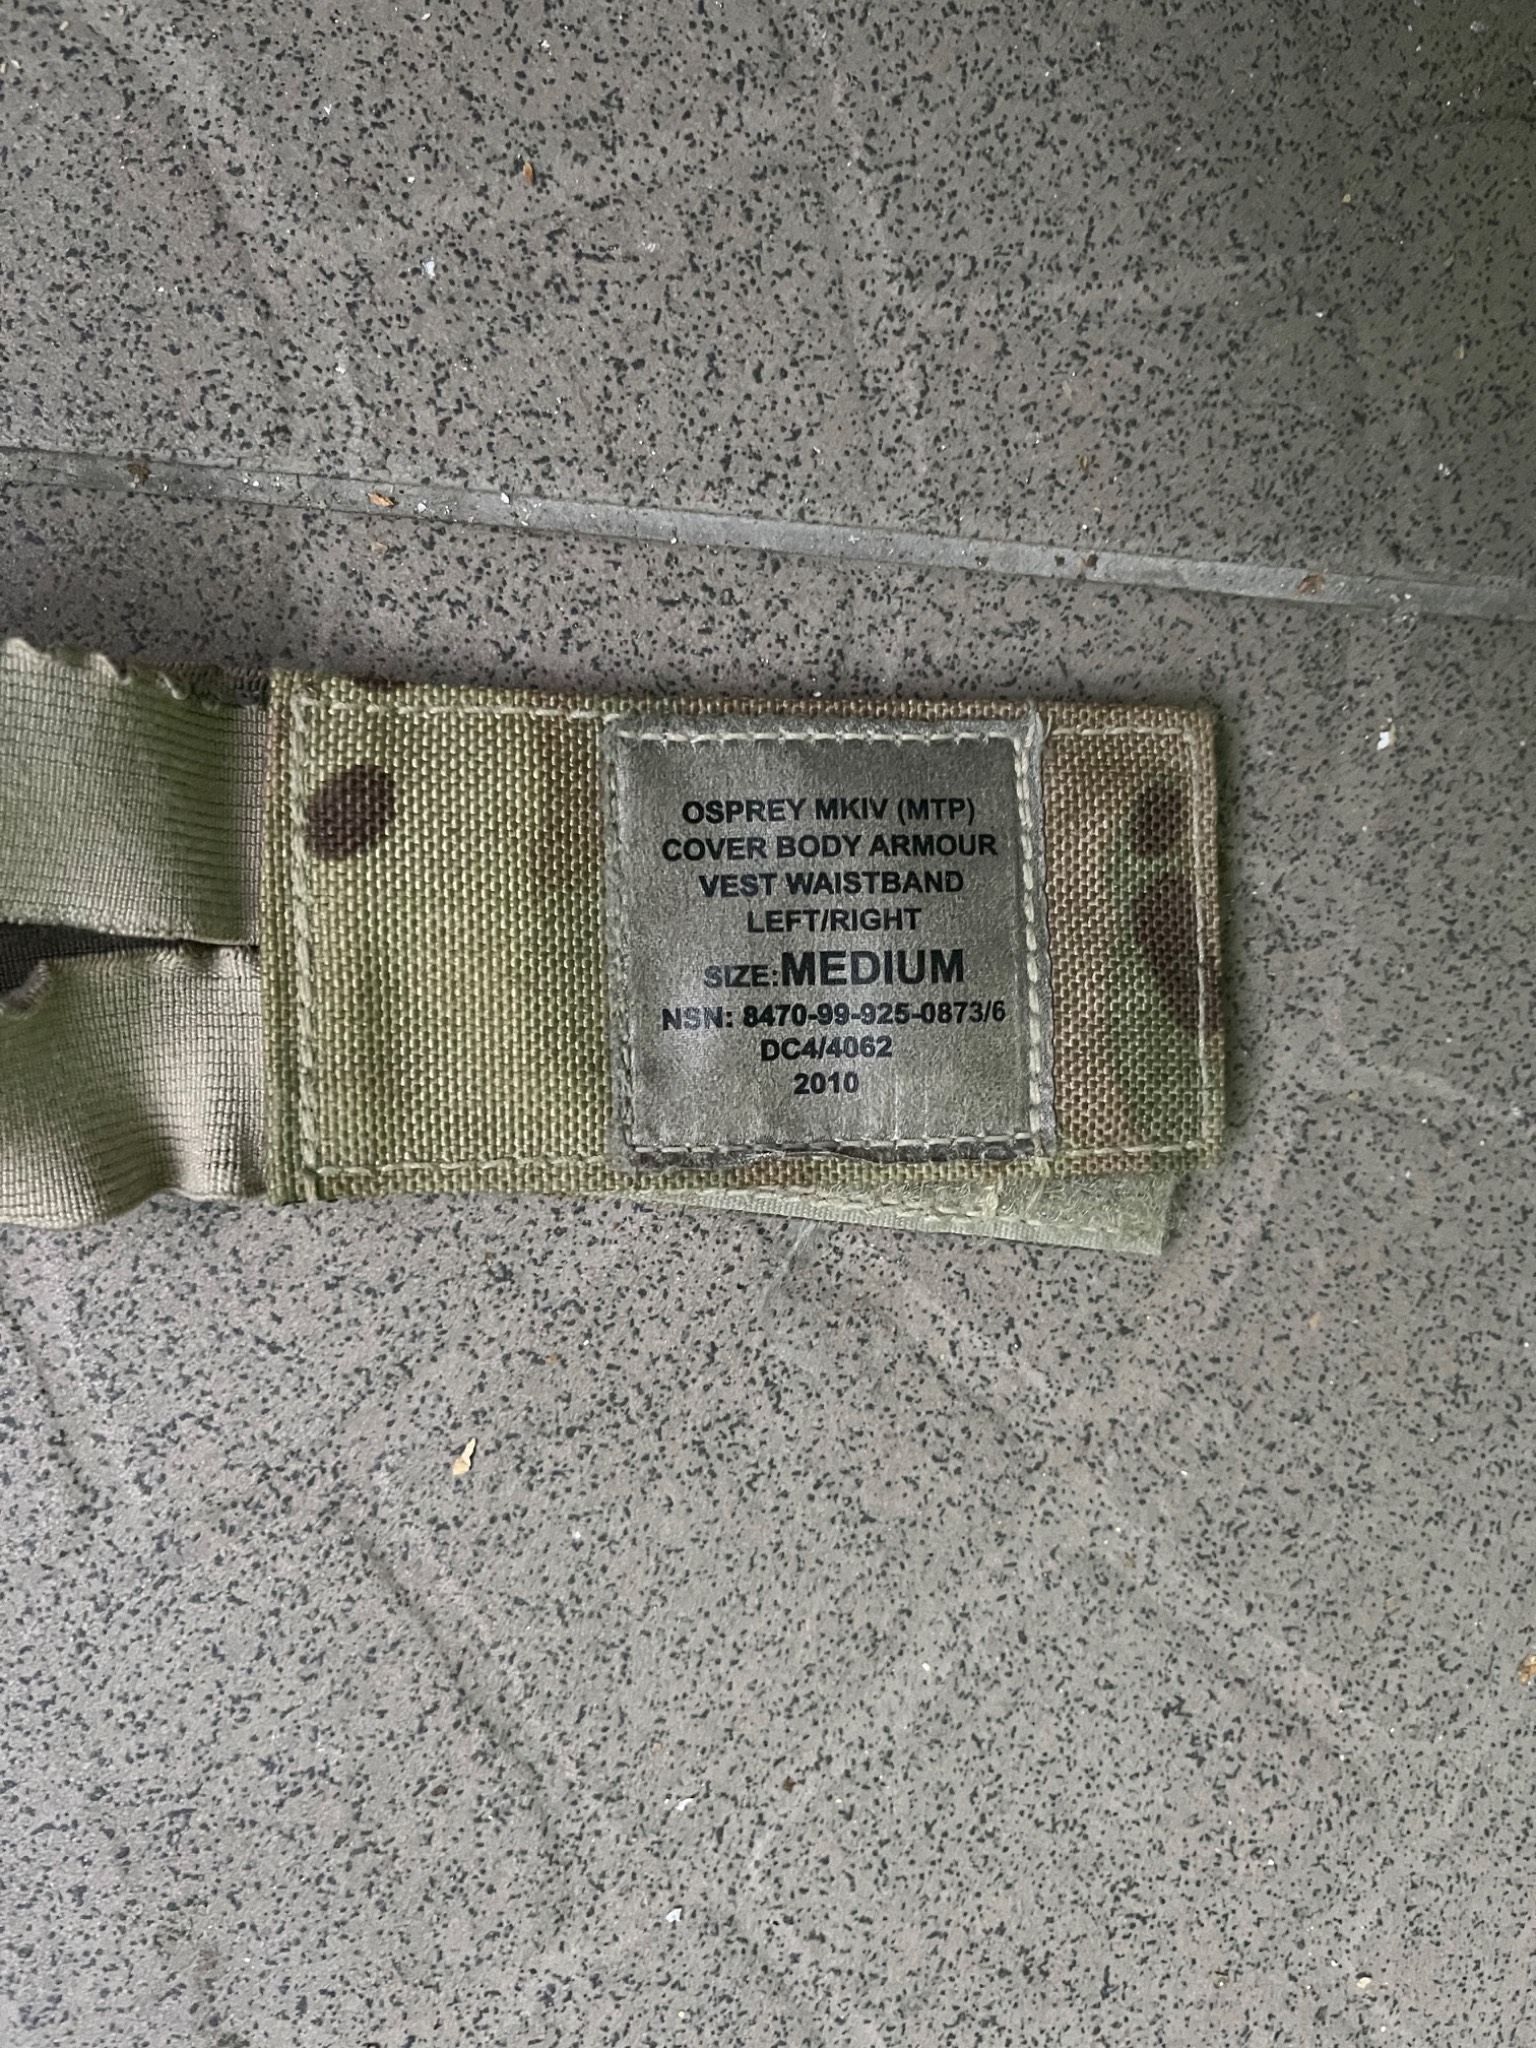 OSPREY MKIV (MTP)
COVER BODY ARMOUR
VEST WAISTBAND
LEFT/RIGHT
SIZE:MEDIUM
NSN: 8470-99-925-0873/6
DC4/4062
2010